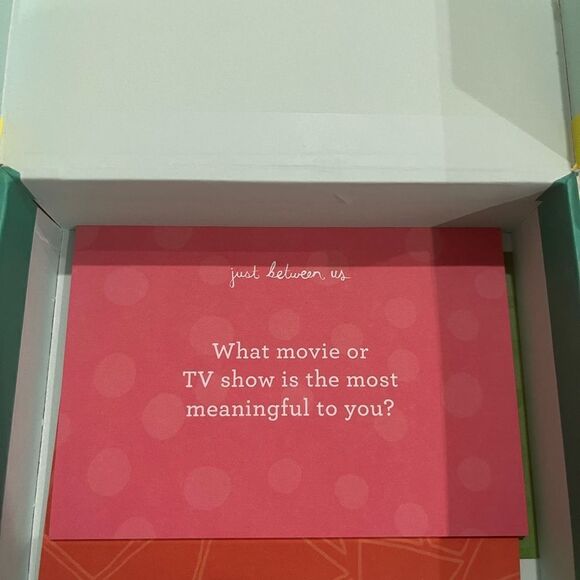 just between us
What movie or
TV show is the most
meaningful to you?